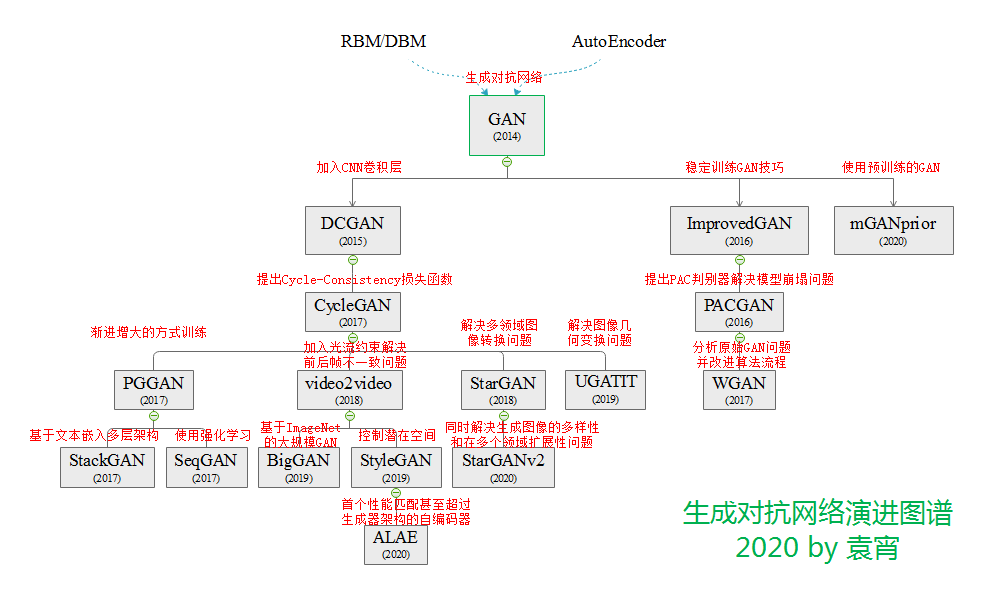 RBM/DBM
AutoEncoder
生成对抗网络
GAN
(2014)
加入CNN卷积层
稳定训练GAN技巧
使用预训练的GAN
DCGAN
(2015)
ImprovedGAN
(2016)
mGANprior
(2020)
提出Cycle-Consistency损失函数
提出PAC判别器解决模型崩塌问题
CycleGAN
(2017)
PACGAN
(2016)
渐进增大的方式训练
加入光流约束解决
前后帧不一致问题
解决多领域图
像转换问题
解决图像几
何变换问题
分析原始GAN问题
并改进算法流程
PGGAN
(2017)
video2video
(2018)
StarGAN
(2018)
UGATIT
(2019)
WGAN
(2017)
基于文本嵌入多层架构
使用强化学习
基于ImageNet
的大规模GAN
控制潜在空间
同时解决生成图像的多样性
和在多个领域扩展性问题
StackGAN
(2017)
SeqGAN
(2017)
BigGAN
(2019)
StyleGAN
(2019)
StarGANv2
(2020)
首个性能匹配甚至超过
生成器架构的自编码器
ALAE
(2020)
生成对抗网络演进图谱
2020 by 袁宵